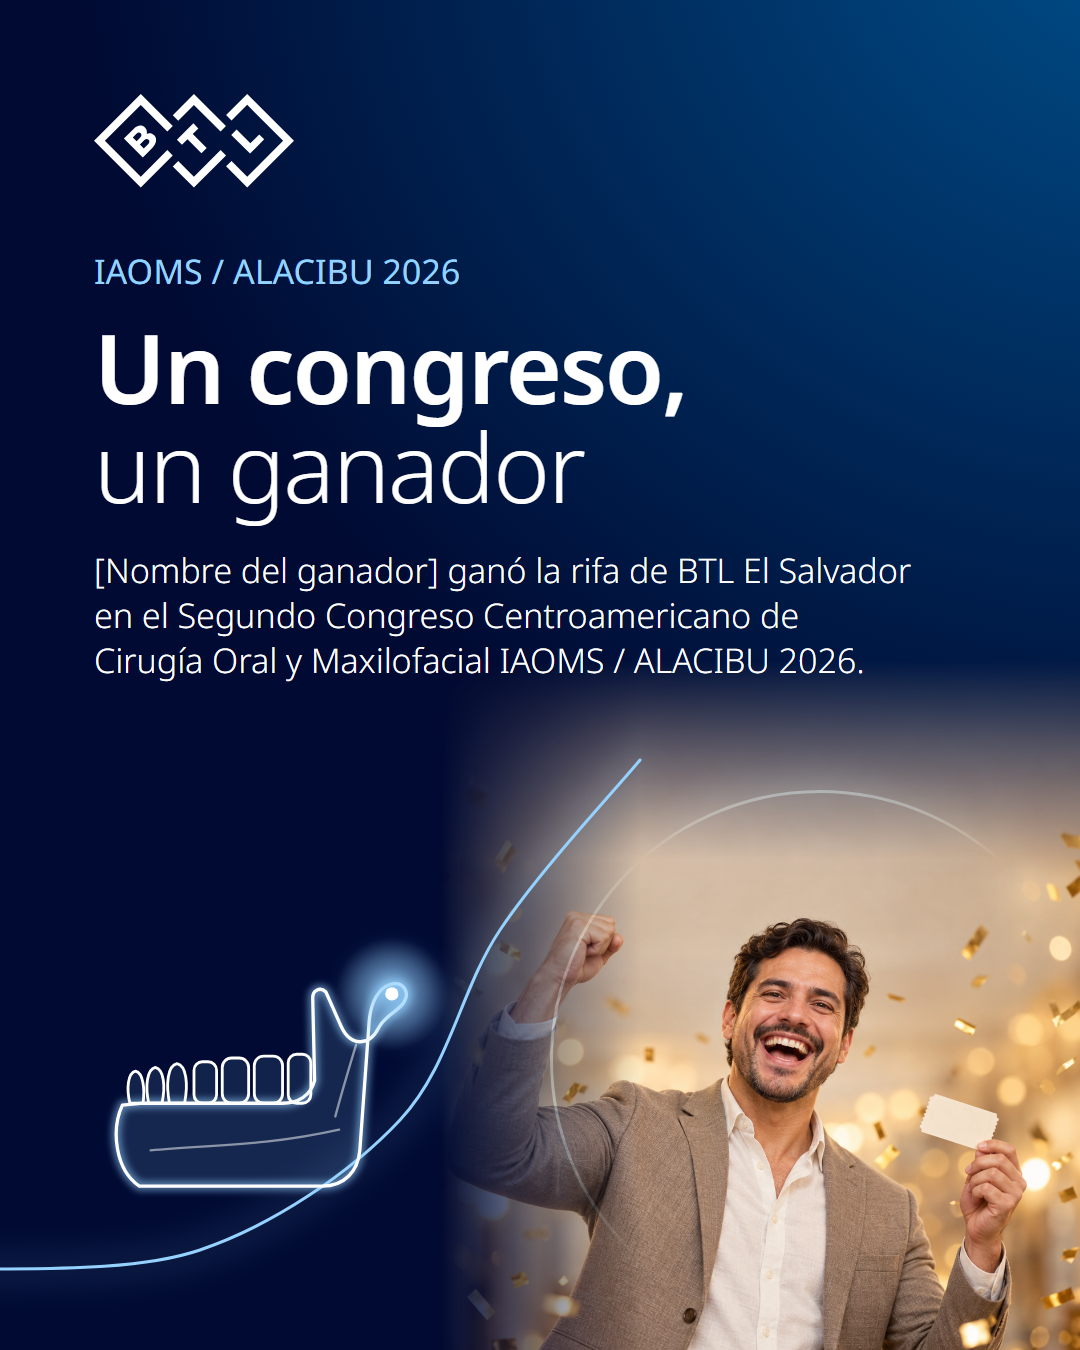 BTL
IAOMS / ALACIBU 2026
Un congreso,
un ganador
[Nombre del ganador] ganó la rifa de BTL El Salvador
en el Segundo Congreso Centroamericano de
Cirugía Oral y Maxilofacial IAOMS / ALACIBU 2026.